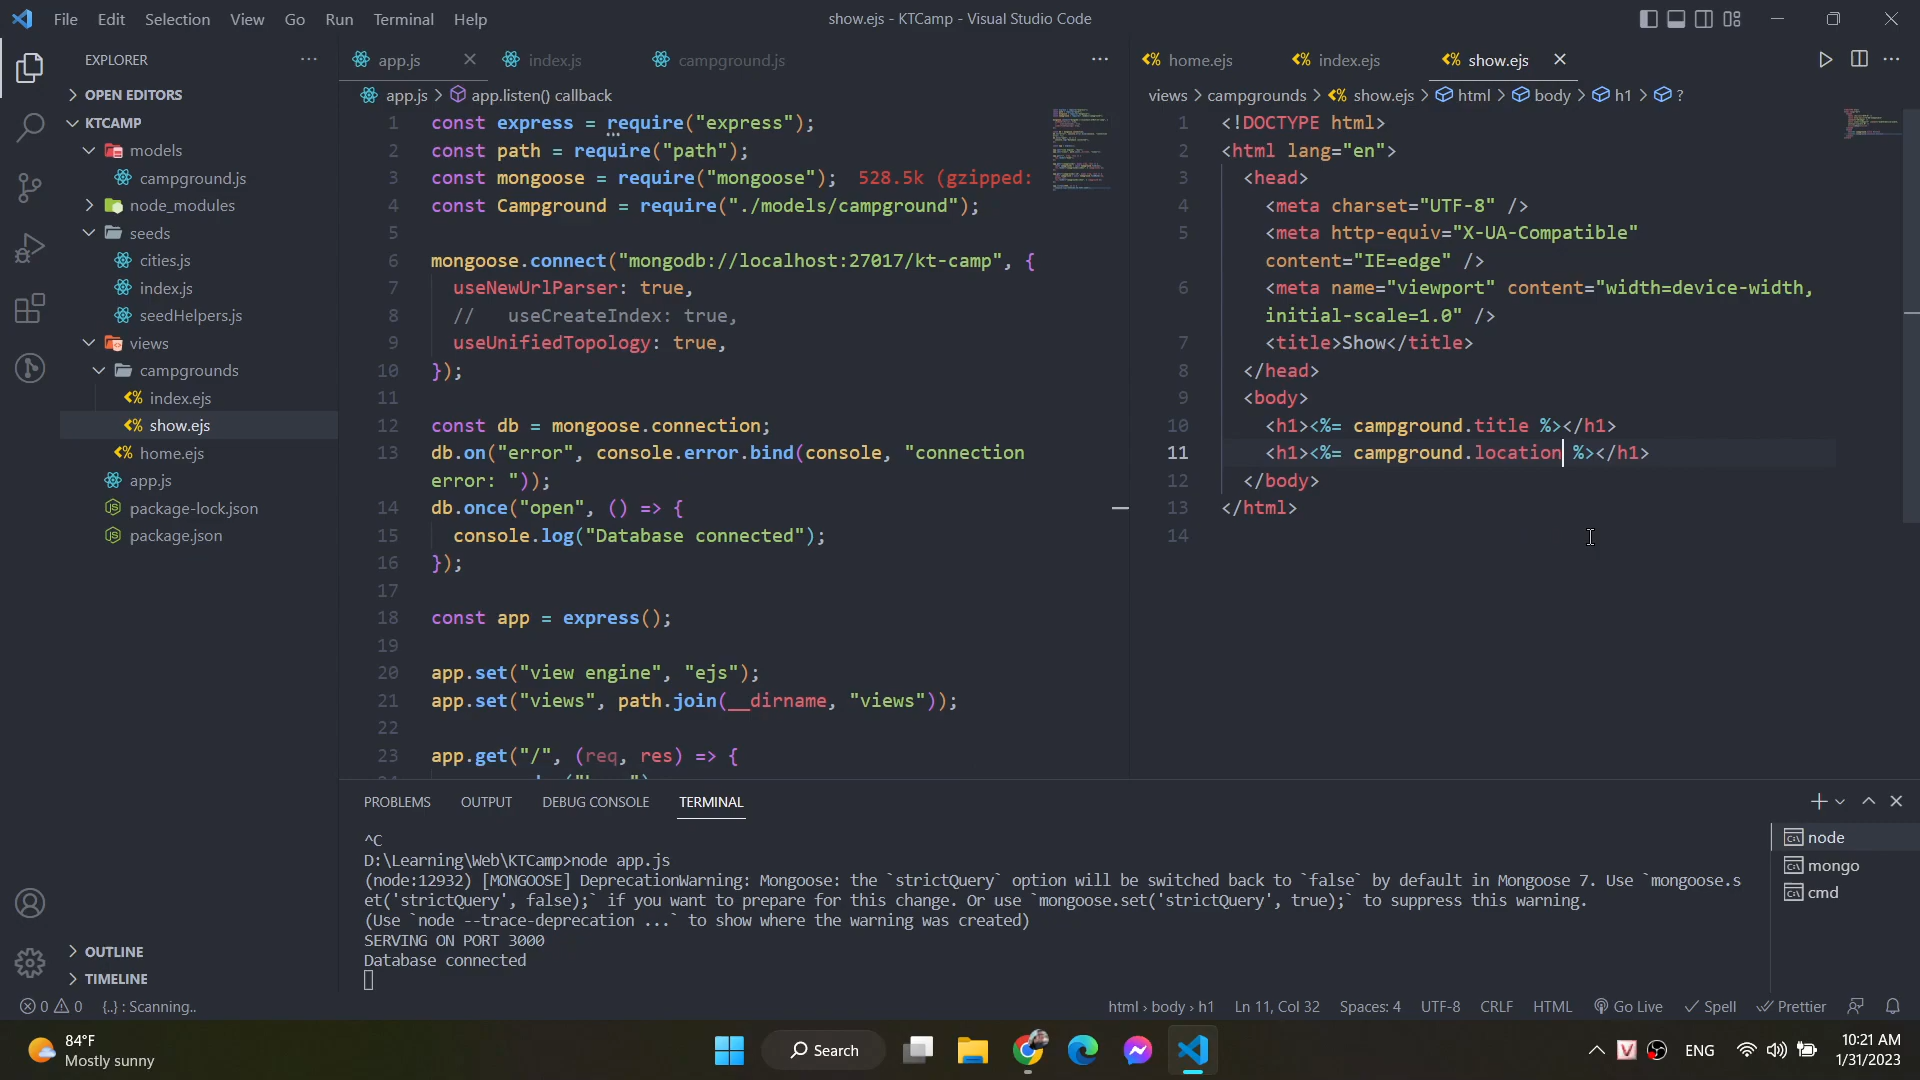 File Edit Selection View Go Run Terminal Help
show.ejs - KTCamp - Visual Studio Code
EXPLORER
OPEN EDITORS
KTCAMP
models
campground.js
node_modules
seeds
cities.js
index.js
seedHelpers.js
views
campgrounds
index.ejs
show.ejs
home.ejs
app.js
package-lock.json
package.json
OUTLINE
TIMELINE
app.js index.js campground.js
app.js > app.listen() callback
1 const express = require("express");
2 const path = require("path");
3 const mongoose = require("mongoose"); 528.5k (gzipped:
4 const Campground = require("./models/campground");
5
6 mongoose.connect("mongodb://localhost:27017/kt-camp", {
7 useNewUrlParser: true,
8 // useCreateIndex: true,
9 useUnifiedTopology: true,
10 });
11
12 const db = mongoose.connection;
13 db.on("error", console.error.bind(console, "connection
error: "));
14 db.once("open", () => {
15 console.log("Database connected");
16 });
17
18 const app = express();
19
20 app.set("view engine", "ejs");
21 app.set("views", path.join(__dirname, "views"));
22
23 app.get("/", (req, res) => {
home.ejs index.ejs show.ejs
views > campgrounds > show.ejs > html > body > h1 > ?
1 <!DOCTYPE html>
2 <html lang="en">
3 <head>
4 <meta charset="UTF-8" />
5 <meta http-equiv="X-UA-Compatible"
content="IE=edge" />
6 <meta name="viewport" content="width=device-width,
initial-scale=1.0" />
7 <title>Show</title>
8 </head>
9 <body>
10 <h1><%= campground.title %></h1>
11 <h1><%= campground.location %></h1>
12 </body>
13 </html>
14
PROBLEMS OUTPUT DEBUG CONSOLE TERMINAL
^C
D:\Learning\Web\KTCamp>node app.js
(node:12932) [MONGOOSE] DeprecationWarning: Mongoose: the `strictQuery` option will be switched back to `false` by default in Mongoose 7. Use `mongoose.s
et('strictQuery', false);` if you want to prepare for this change. Or use `mongoose.set('strictQuery', true);` to suppress this warning.
(Use `node --trace-deprecation ...` to show where the warning was created)
SERVING ON PORT 3000
Database connected
node
mongo
cmd
0 0 {..} : Scanning..
html › body › h1 Ln 11, Col 32 Spaces: 4 UTF-8 CRLF HTML Go Live Spell Prettier
84°F
Mostly sunny
Search
ENG
10:21 AM
1/31/2023